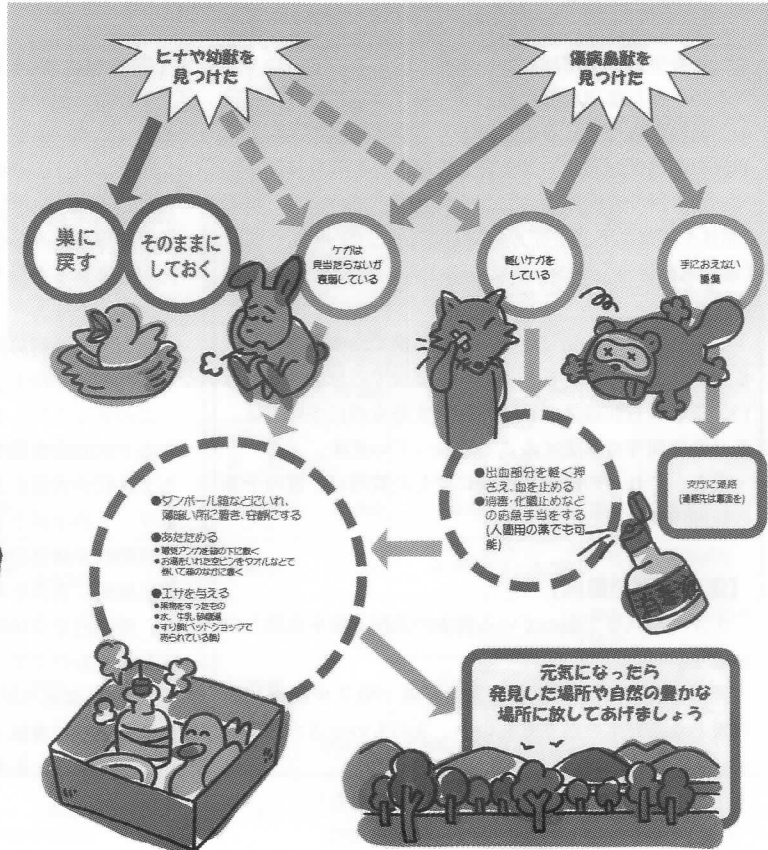 ヒナや幼獣を
見つけた
傷病鳥獣を
見つけた
巣に
戻す
そのままに
しておく
ケガは
見当たらないが
衰弱している
軽いケガを
している
手におえない
重傷
●出血部分を軽く押
さえ、血を止める
●消毒・化膿止めなど
の応急手当をする
(人間用の薬でも可
能)
支庁に連絡
(連絡先は裏面を)
●ダンボール箱などにいれ、
薄暗い所に置き、安静にする
●あたためる
●電気アンカを箱の下に敷く
●お湯をいれた空ビンをタオルなどで
巻いて箱のなかに置く
●エサを与える
●果物をすったもの
●水、牛乳、砂糖湯
●すり餌(ペットショップで
売られている餌)
元気になったら
発見した場所や自然の豊かな
場所に放してあげましょう